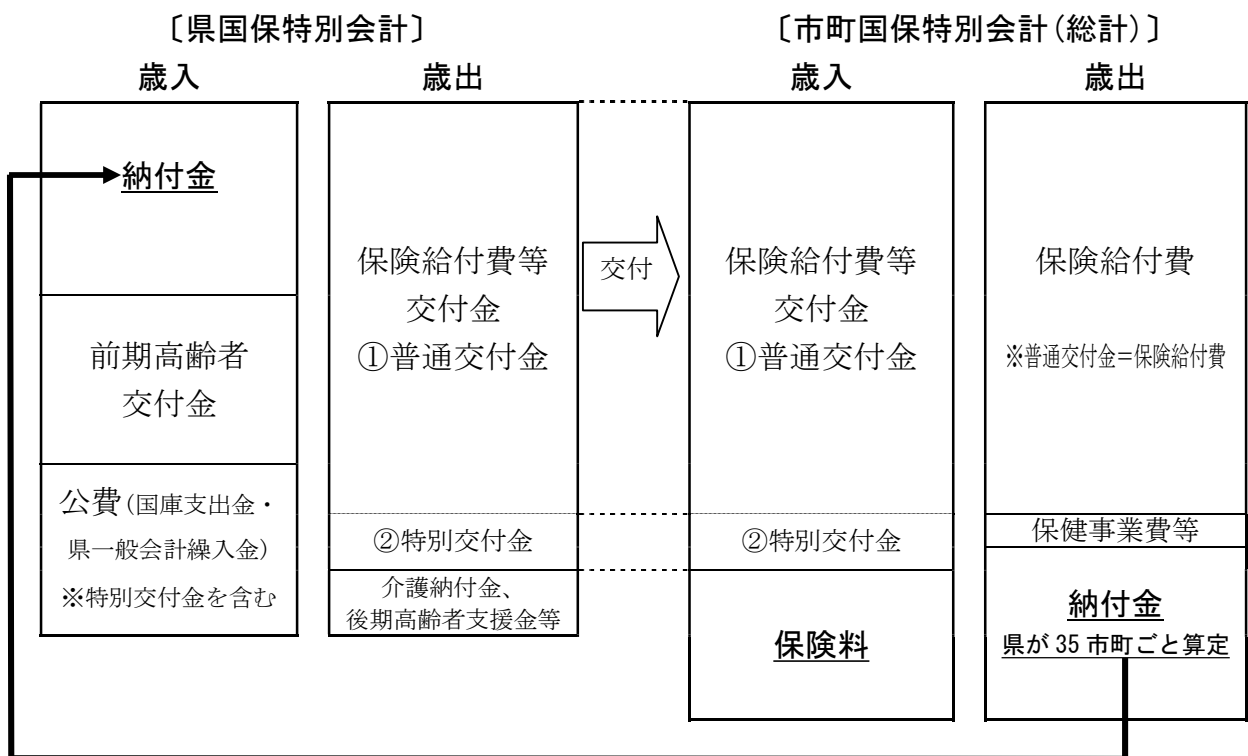 〔県国保特別会計〕
歳入
歳出
納付金
前期高齢者
交付金
公費(国庫支出金・
県一般会計繰入金)
※特別交付金を含む
保険給付費等
交付金
①普通交付金
②特別交付金
介護納付金、
後期高齢者支援金等
交付
〔市町国保特別会計(総計)〕
歳入
歳出
保険給付費等
交付金
①普通交付金
②特別交付金
保険料
保険給付費
※普通交付金=保険給付費
保健事業費等
納付金
県が35市町ごと算定